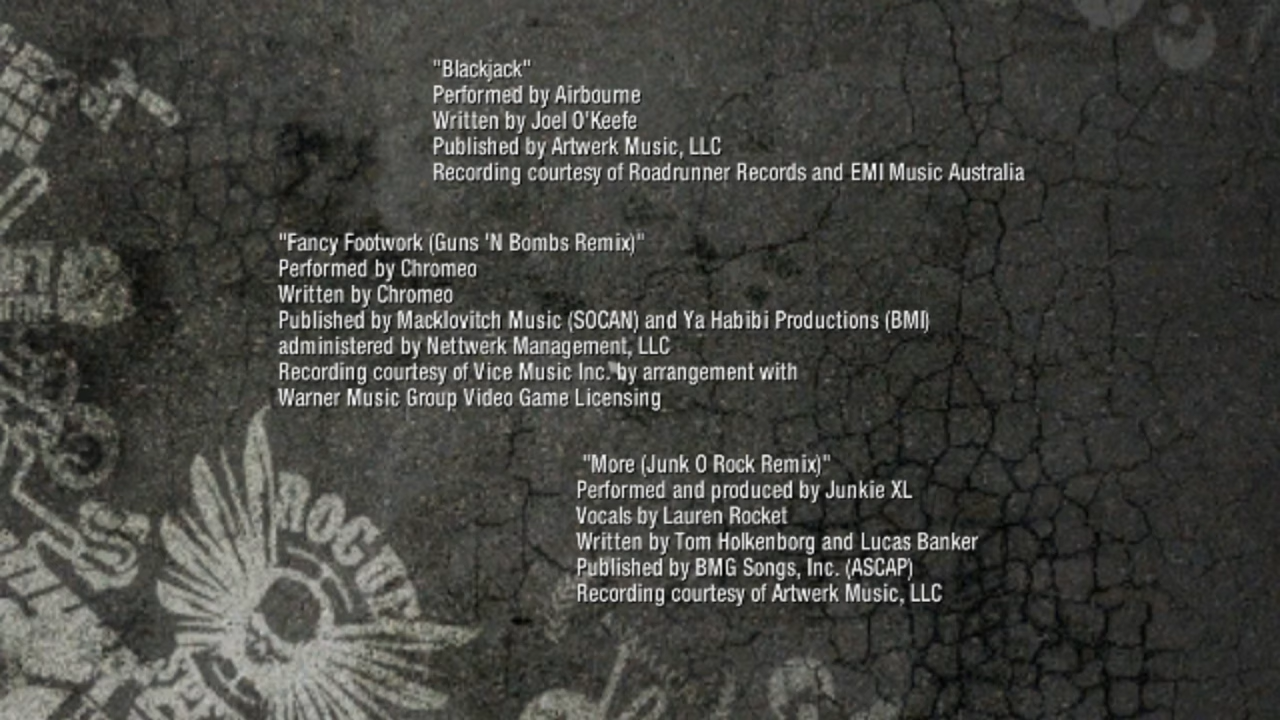 "Blackjack"
Performed by Airbourne
Written by Joel O'Keefe
Published by Artwerk Music, LLC
Recording courtesy of Roadrunner Records and EMI Music Australia
"Fancy Footwork (Guns 'N Bombs Remix)"
Performed by Chromeo
Written by Chromeo
Published by Macklovitch Music (SOCAN) and Ya Habibi Productions (BMI)
administered by Nettwerk Management, LLC
Recording courtesy of Vice Music Inc. by arrangement with
Warner Music Group Video Game Licensing
"More (Junk O Rock Remix)"
Performed and produced by Junkie XL
Vocals by Lauren Rocket
Written by Tom Holkenborg and Lucas Banker
Published by BMG Songs, Inc. (ASCAP)
Recording courtesy of Artwerk Music, LLC